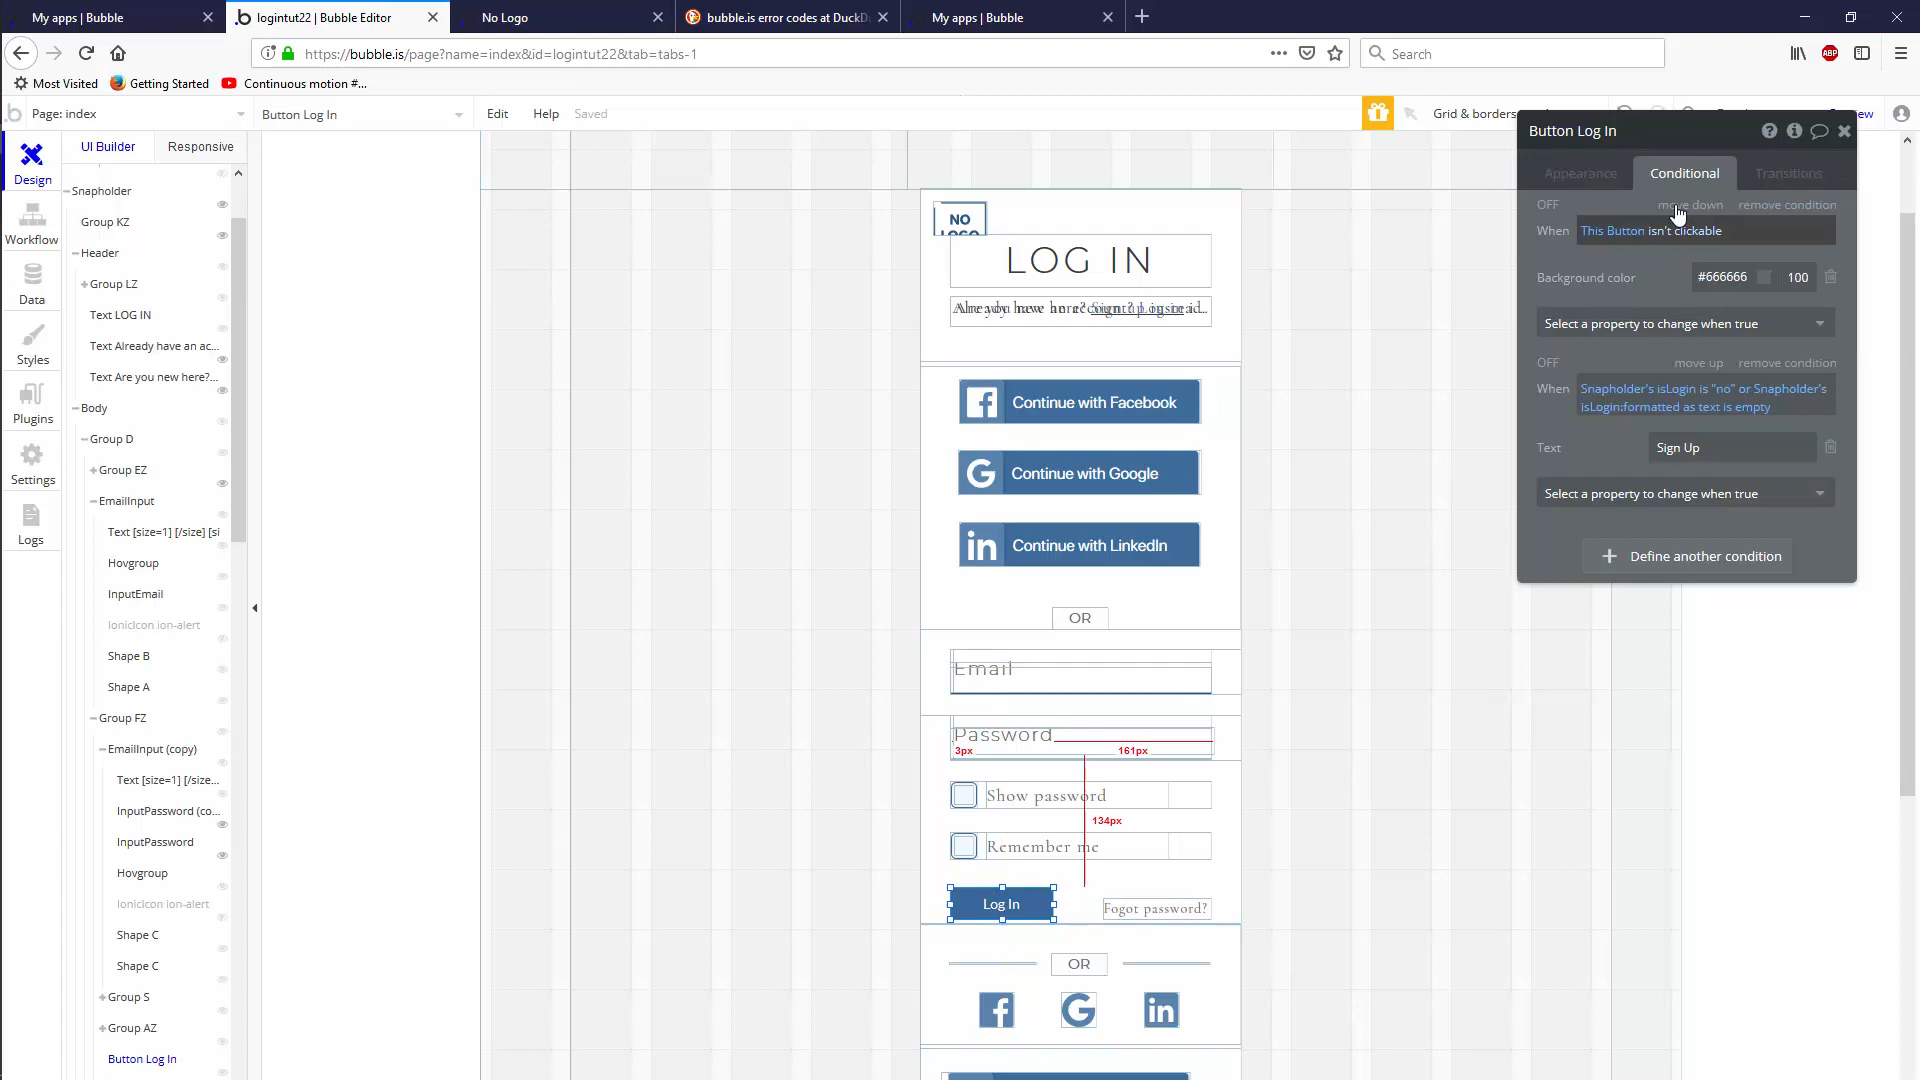 My apps | Bubble
logintut22 | Bubble Editor
No Logo
bubble.is error codes at DuckD
My apps | Bubble
https://bubble.is/page?name=index&id=logintut22&tab=tabs-1
Search
ABP
Most Visited
Getting Started
Continuous motion #...
Page: index
Button Log In
Edit
Help
Saved
Grid & borders
ew
Design
Workflow
Data
Styles
Plugins
Settings
Logs
UI Builder
Responsive
Snapholder
Group KZ
Header
Group LZ
Text LOG IN
Text Already have an ac...
Text Are you new here?...
Body
Group D
Group EZ
EmailInput
Text [size=1] [/size] [si
Hovgroup
InputEmail
IonicIcon ion-alert
Shape B
Shape A
Group FZ
EmailInput (copy)
Text [size=1] [/size...
InputPassword (co...
InputPassword
Hovgroup
IonicIcon ion-alert
Shape C
Shape C
Group S
Group AZ
Button Log In
NO
LOGO
LOG IN
Continue with Facebook
Continue with Google
in Continue with LinkedIn
OR
Email
Password
3px
161px
Show password
134px
Remember me
Log In
Fogot password?
OR
in
Button Log In
Appearance
Conditional
Transitions
OFF
move down
remove condition
When
This Button isn't clickable
Background color
#666666
100
Select a property to change when true
OFF
move up
remove condition
When
Snapholder's isLogin is "no" or Snapholder's
isLogin:formatted as text is empty
Text
Sign Up
Select a property to change when true
Define another condition